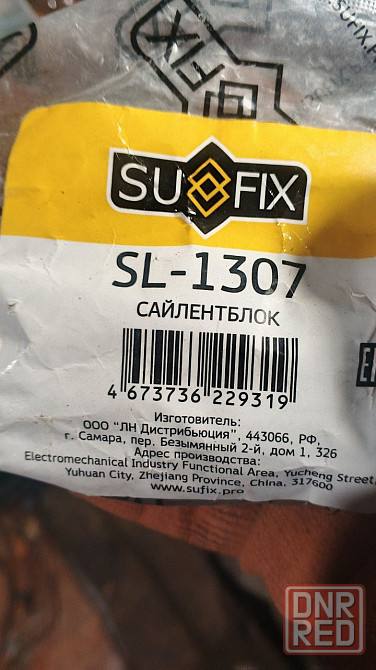 SUFIX
SL-1307
САЙЛЕНТБЛОК
4 673736 229319
Изготовитель:
ООО "ЛН Дистрибьюция", 443066, РФ,
г. Самара, пер. Безымянный 2-й, дом 1, 326
Адрес производства:
Electromechanical Industry Functional Area, Yucheng Street,
Yuhuan City, Zhejiang Province, China, 317600
www.sufix.pro
DNR
RED